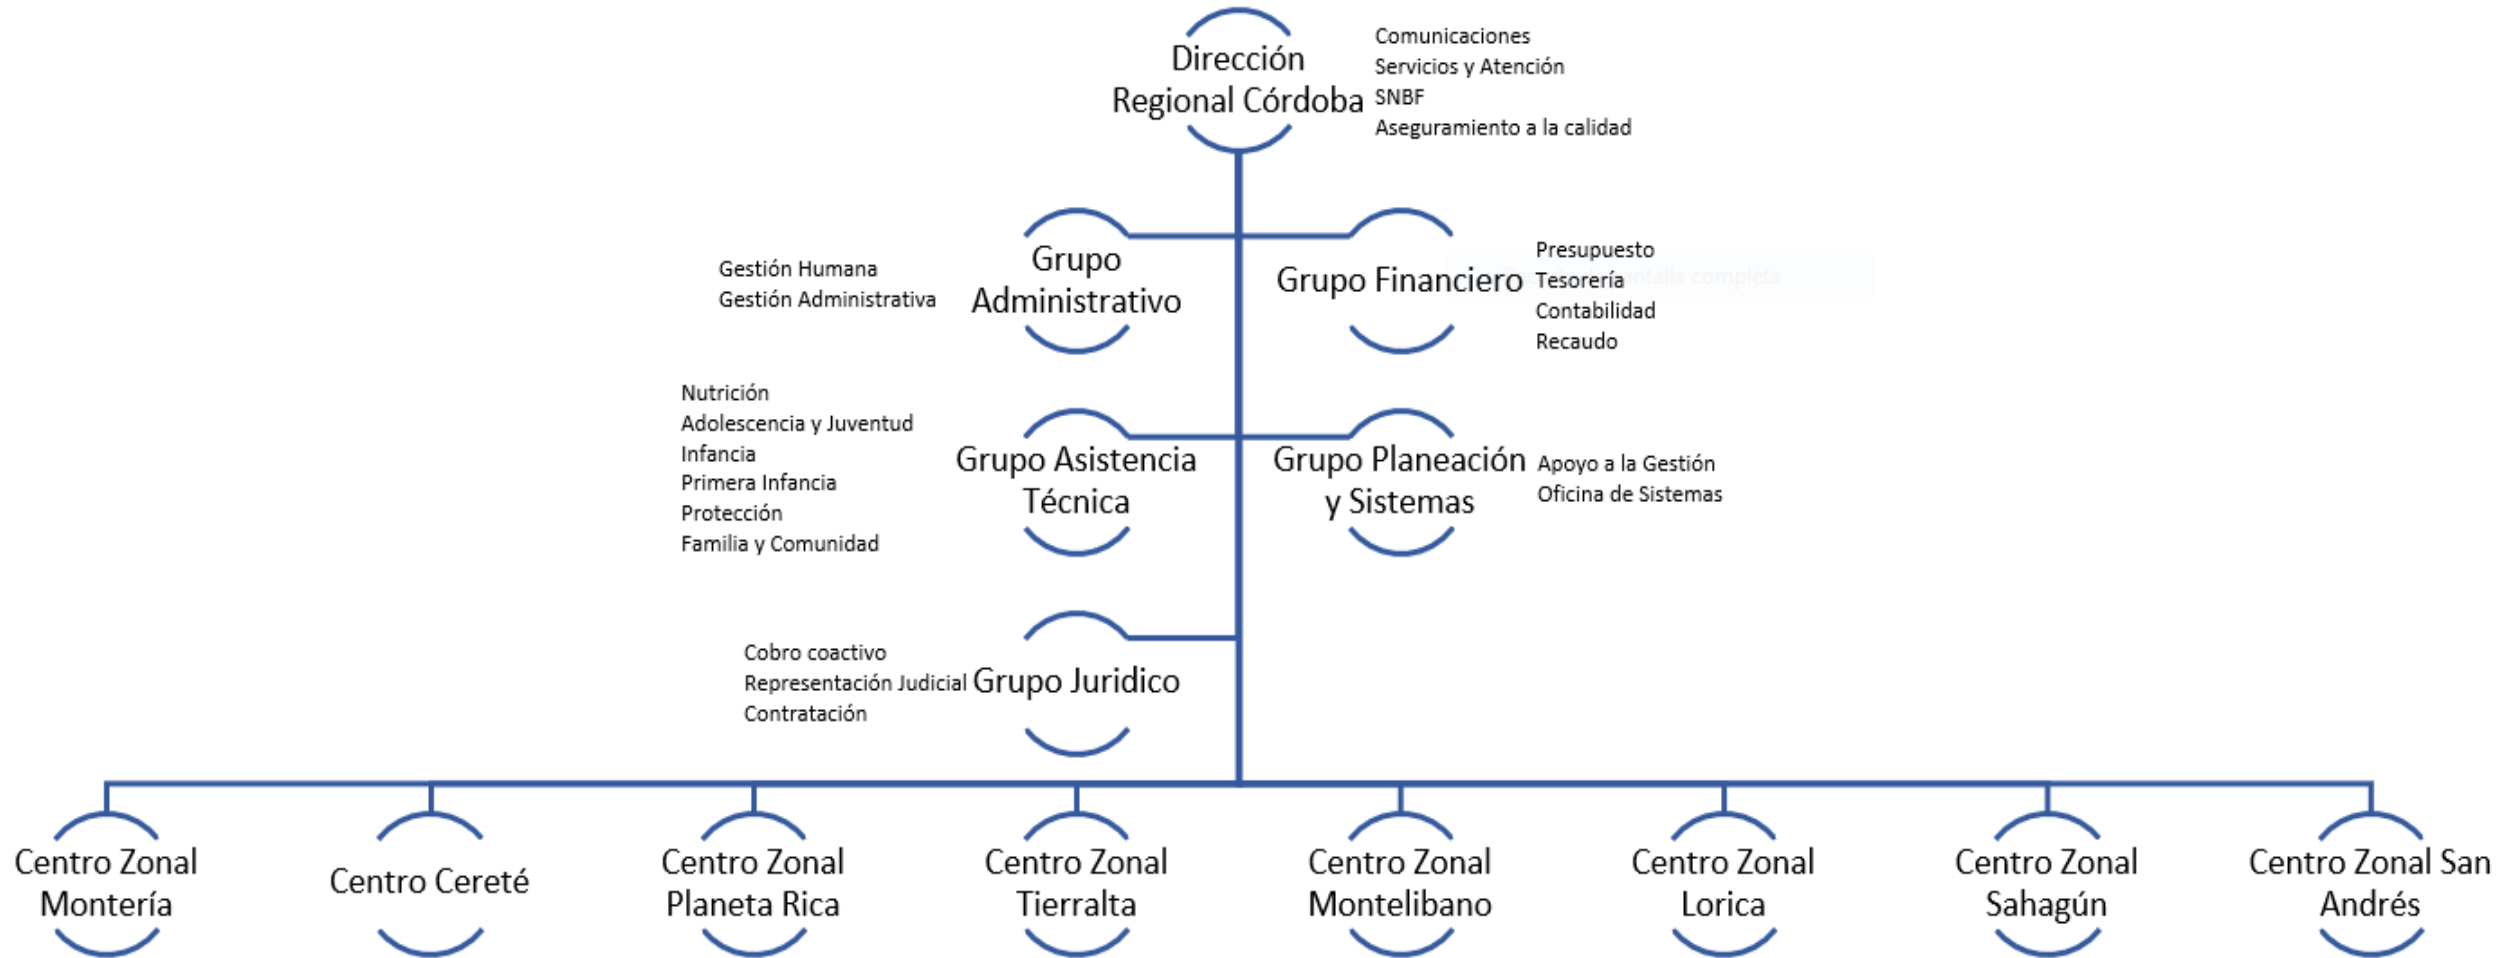 Dirección
Regional Córdoba
Comunicaciones
Servicios y Atención
SNBF
Aseguramiento a la calidad
Gestión Humana
Gestión Administrativa
Grupo
Administrativo
Grupo Financiero
Presupuesto
Tesorería
Contabilidad
Recaudo
antalla completa
Nutrición
Adolescencia y Juventud
Infancia
Primera Infancia
Protección
Familia y Comunidad
Grupo Asistencia
Técnica
Grupo Planeación
y Sistemas
Apoyo a la Gestión
Oficina de Sistemas
Cobro coactivo
Representación Judicial
Contratación
Grupo Juridico
Centro Zonal
Montería
Centro Cereté
Centro Zonal
Planeta Rica
Centro Zonal
Tierralta
Centro Zonal
Montelibano
Centro Zonal
Lorica
Centro Zonal
Sahagún
Centro Zonal San
Andrés